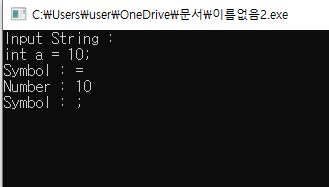 C:₩Users₩user₩OneDrive₩문서₩이름없음2.exe
Input String :
int a = 10;
Symbol : =
Number : 10
Symbol : ;